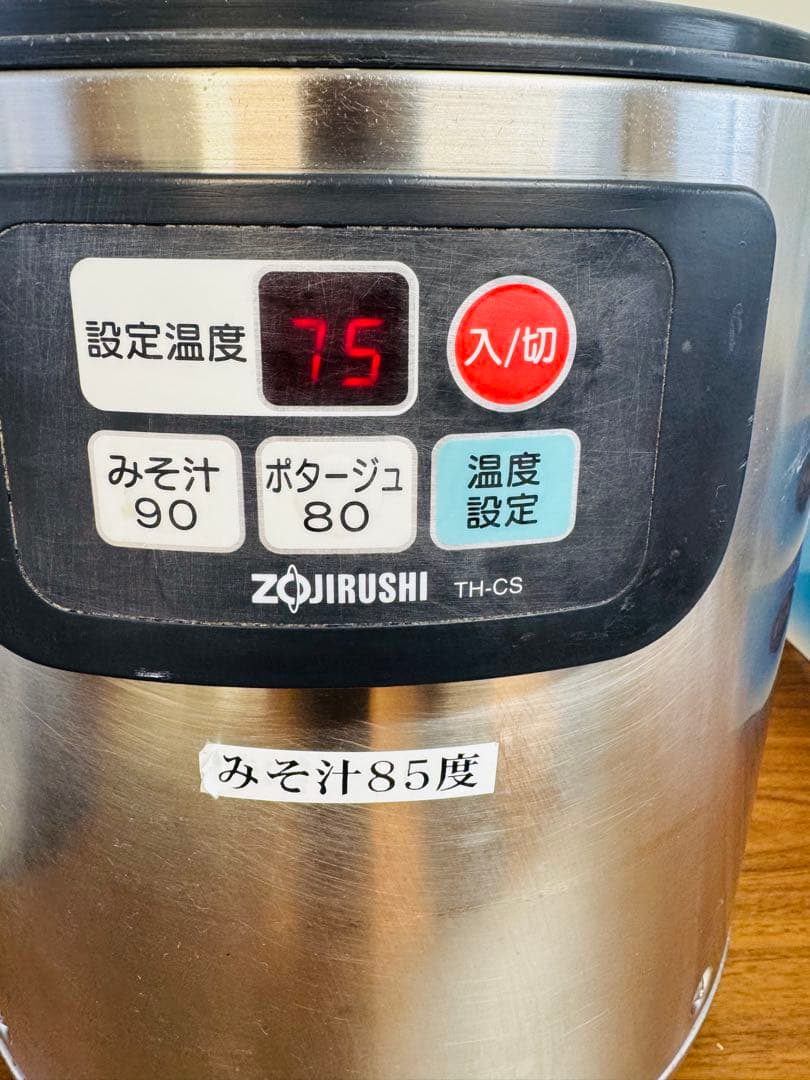 設定温度
75
入/切
みそ汁
90
ポタージュ
80
温度
設定
ZOJIRUSHI TH-CS
みそ汁85度